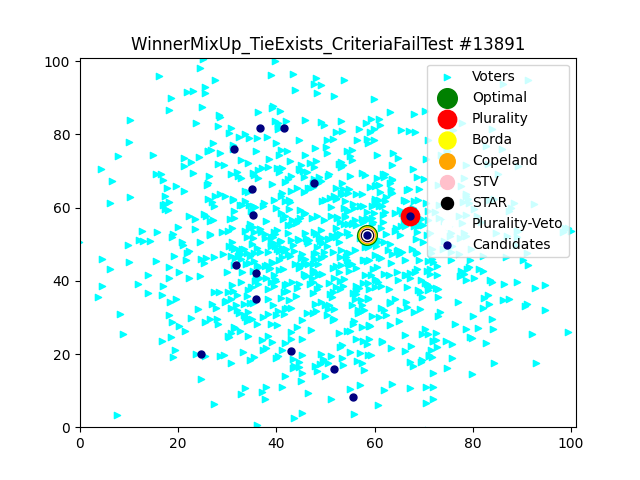 WinnerMixUp_TieExists_CriteriaFailTest #13891
100
80
60
40
20
0
0
20
40
60
80
100
Voters
Optimal
Plurality
Borda
Copeland
STV
STAR
Plurality-Veto
Candidates